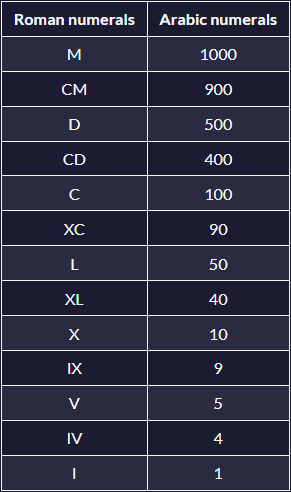 Roman numerals Arabic numerals
M 1000
CM 900
D 500
CD 400
C 100
XC 90
L 50
XL 40
X 10
IX 9
V 5
IV 4
I 1